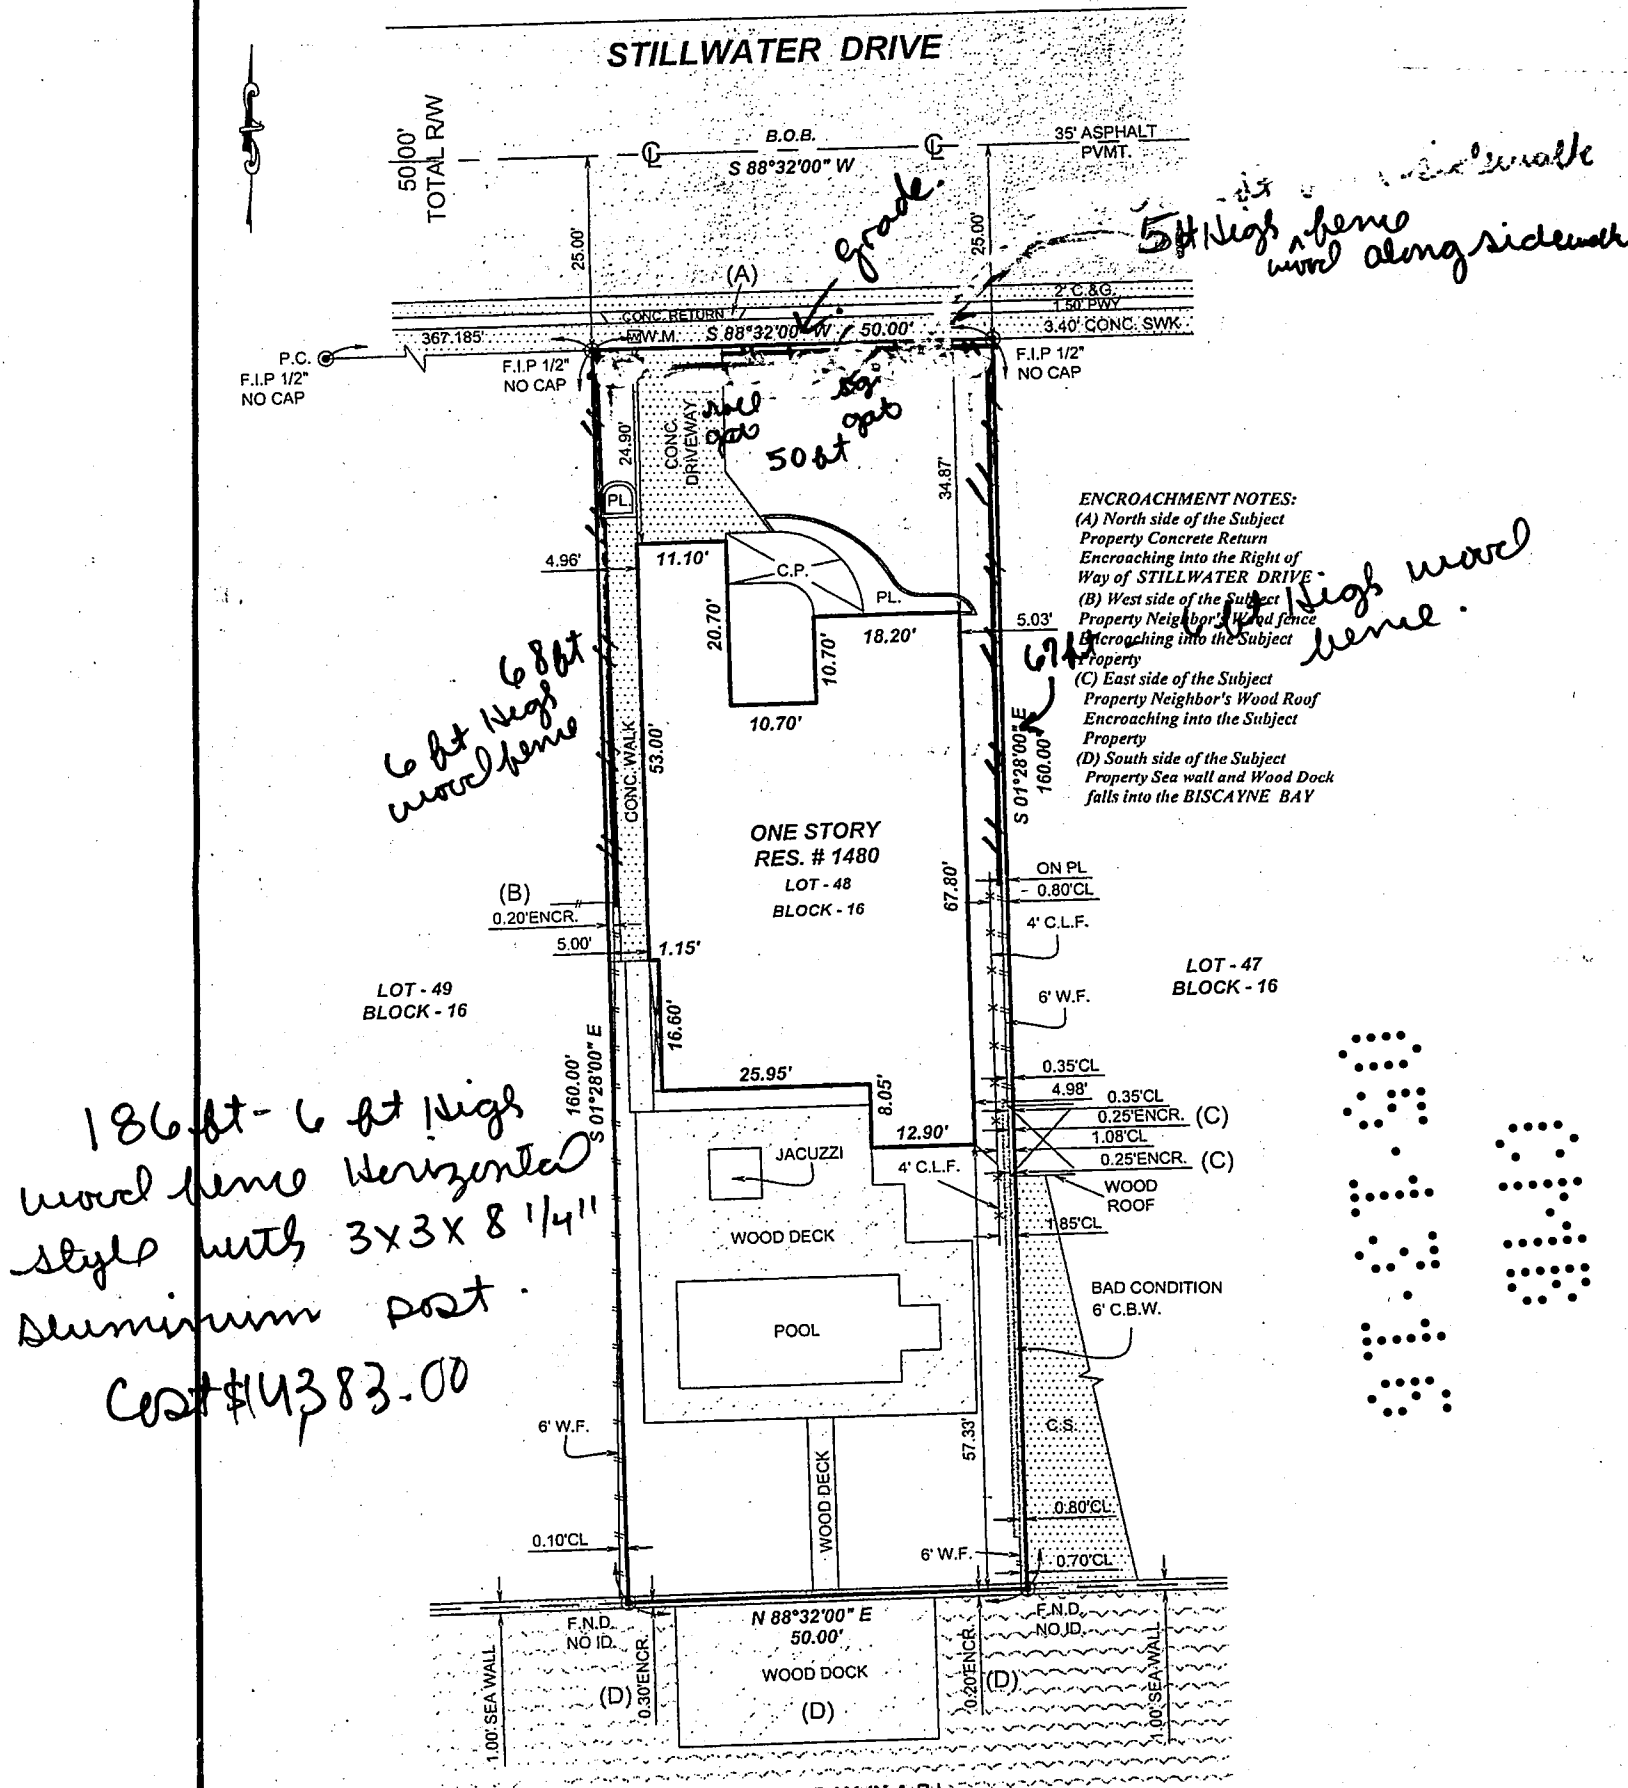 STILLWATER DRIVE
50.00'
TOTAL R/W
B.O.B.
S 88°32'00" W
35' ASPHALT
PVMT.
25.00'
25.00'
grade.
sidewalk
5ft High fence
wood along sidewalk
(A)
2' C.&G.
1.50' PWY
3.40' CONC. SWK.
CONC. RETURN
367.185'
W.M.
S 88°32'00" W
50.00'
P.C.
F.I.P 1/2"
NO CAP
F.I.P 1/2"
NO CAP
F.I.P 1/2"
NO CAP
24.90'
CONC.
DRIVEWAY
roll
gat
sg.
gat
50 ft
34.87'
PL.
4.96'
11.10'
C.P.
PL.
20.70'
10.70'
18.20'
5.03'
10.70'
ENCROACHMENT NOTES:
(A) North side of the Subject
Property Concrete Return
Encroaching into the Right of
Way of STILLWATER DRIVE
(B) West side of the Subject
Property Neighbor's Wood fence
Encroaching into the Subject
Property
(C) East side of the Subject
Property Neighbor's Wood Roof
Encroaching into the Subject
Property
(D) South side of the Subject
Property Sea wall and Wood Dock
falls into the BISCAYNE BAY
67 ft - 6 ft High wood
fence.
68 ft
6 ft High
wood fence
CONC. WALK
53.00'
S 01°28'00" E
160.00'
ONE STORY
RES. # 1480
LOT - 48
BLOCK - 16
67.80'
ON PL
0.80'CL
4' C.L.F.
(B)
0.20'ENCR.
5.00'
1.15'
LOT - 49
BLOCK - 16
LOT - 47
BLOCK - 16
6' W.F.
16.60'
160.00'
S 01°28'00" E
25.95'
8.05'
12.90'
0.35'CL
4.98'
0.35'CL
0.25'ENCR. (C)
1.08'CL
0.25'ENCR. (C)
WOOD
ROOF
1.85'CL
JACUZZI
4' C.L.F.
WOOD DECK
186 ft - 6 ft High
wood fence Horizontal
style with 3x3x8 1/4"
Aluminium post.
Cost $14,383.00
POOL
BAD CONDITION
6' C.B.W.
6' W.F.
C.S.
57.33'
WOOD DECK
0.80'CL
0.10'CL
6' W.F.
0.70'CL
F.N.D.
NO ID.
N 88°32'00" E
50.00'
F.N.D.
NO ID.
1.00' SEA WALL
(D)
0.30'ENCR.
WOOD DOCK
(D)
0.20'ENCR.
(D)
1.00' SEA WALL